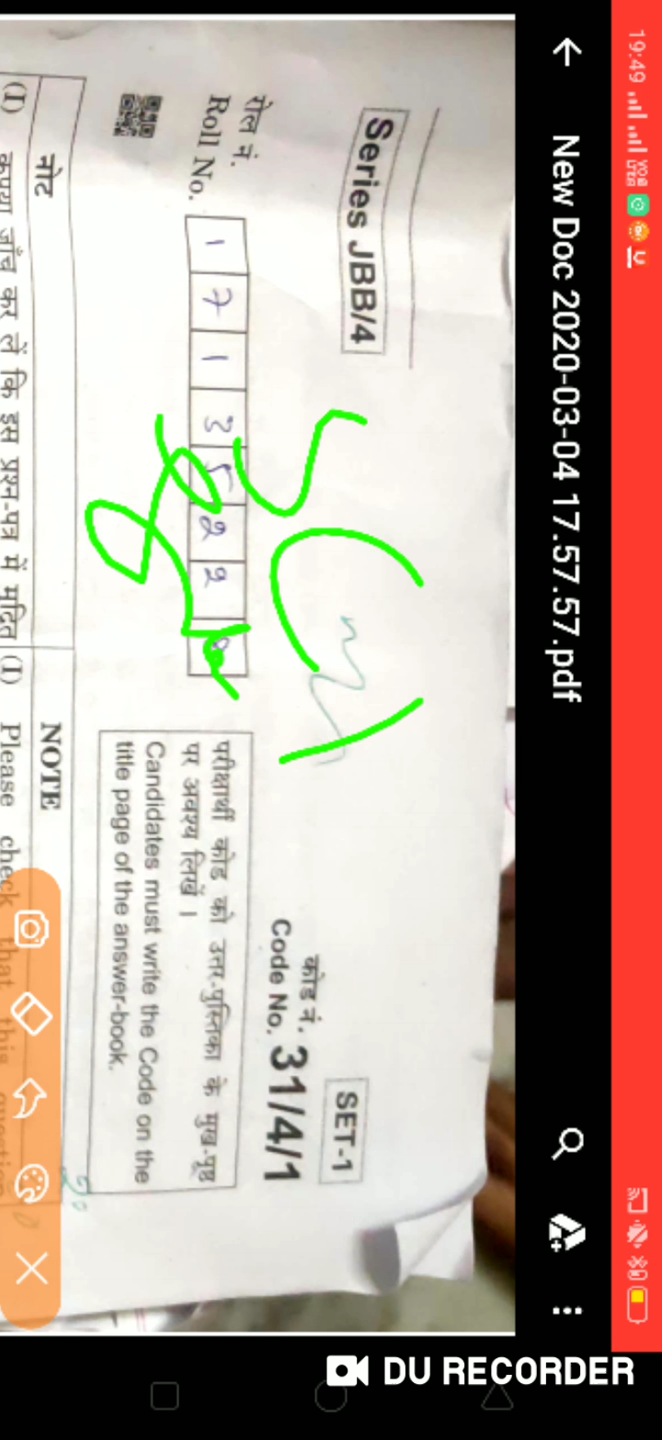 19:49
New Doc 2020-03-04 17.57.57.pdf
Series JBB/4
SET-1
रोल नं.
Roll No.
1 7 1 3 5 2 2
कोड नं.
Code No. 31/4/1
परीक्षार्थी कोड को उत्तर-पुस्तिका के मुख-पृष्ठ
पर अवश्य लिखें ।
Candidates must write the Code on the
title page of the answer-book.
नोट
NOTE
(I) कृपया जाँच कर लें कि इस प्रश्न-पत्र में मुद्रित
(I) Please check that this question
DU RECORDER